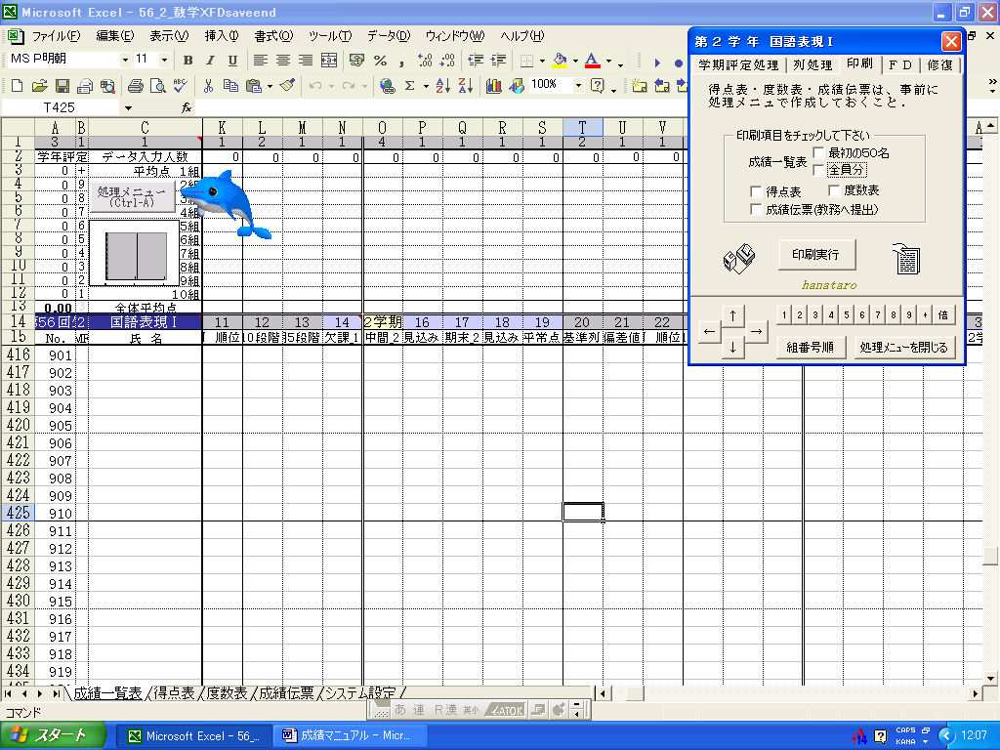 Microsoft Excel - 56_2_数学XFDsaveend
ファイル(F) 編集(E) 表示(V) 挿入(I) 書式(O) ツール(T) データ(D) ウィンドウ(W) ヘルプ(H)
MS P明朝 11 B I U
100%
T425 fx
A B C K L M N O P Q R S T U V
1 3 1 1 1 2 1 1 4 1 1 1 1 2 1 1
2 学年評定 データ入力人数 0 0 0 0 0 0 0 0 0 0 0 0
3 0 + 平均点 1組
4 0 9 2組
5 0 8 3組
6 0 7 4組
7 0 6 5組
8 0 5 6組
9 0 4 7組
10 0 3 8組
11 0 2 9組
12 0 1 10組
13 0.00 全体平均点
処理メニュー
(Ctrl-A)
14 56回 2 国語表現Ⅰ 11 12 13 14 2学期 16 17 18 19 20 21 22
15 No. 氏 名 順位 10段階 5段階 欠課_1 中間_2 見込み 期末_2 見込み 平常点 基準列 偏差値 順位
416 901
417 902
418 903
419 904
420 905
421 906
422 907
423 908
424 909
425 910
426 911
427 912
428 913
429 914
430 915
431 916
432 917
433 918
434 919
成績一覧表 得点表 度数表 成績伝票 システム設定
コマンド
あ 連 R漢 英小 ATOK
スタート Microsoft Excel - 56_... 成績マニュアル - Micr...
14 CAPS KANA 12:07
第２学年 国語表現Ⅰ
学期評定処理 列処理 印刷 ＦＤ 修復
得点表・度数表・成績伝票は、事前に
処理メニュで作成しておくこと．
印刷項目をチェックして下さい
成績一覧表 最初の50名
全員分
得点表 度数表
成績伝票(教務へ提出)
印刷実行
hanataro
↑ ← → ↓
1 2 3 4 5 6 7 8 9 + 倍
組番号順 処理メニューを閉じる